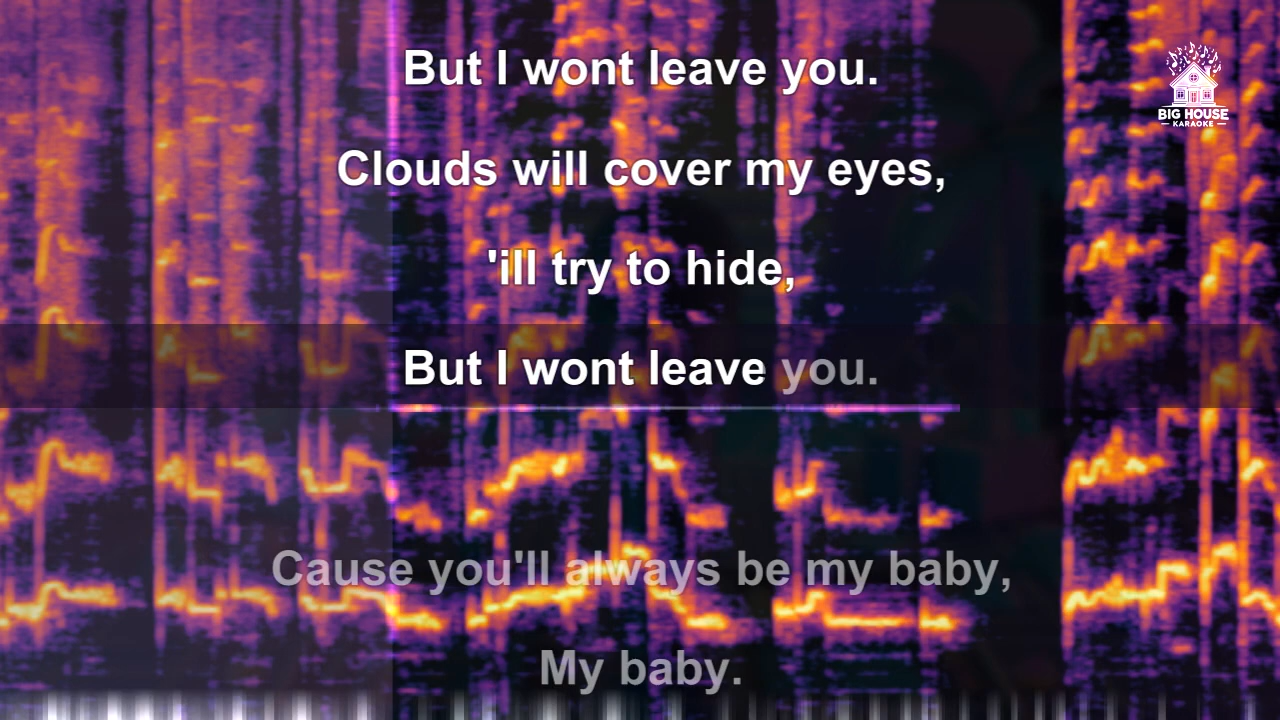 But I wont leave you.
BIG HOUSE
KARAOKE
Clouds will cover my eyes,
'ill try to hide,
But I wont leave you.
Cause you'll always be my baby,
My baby.